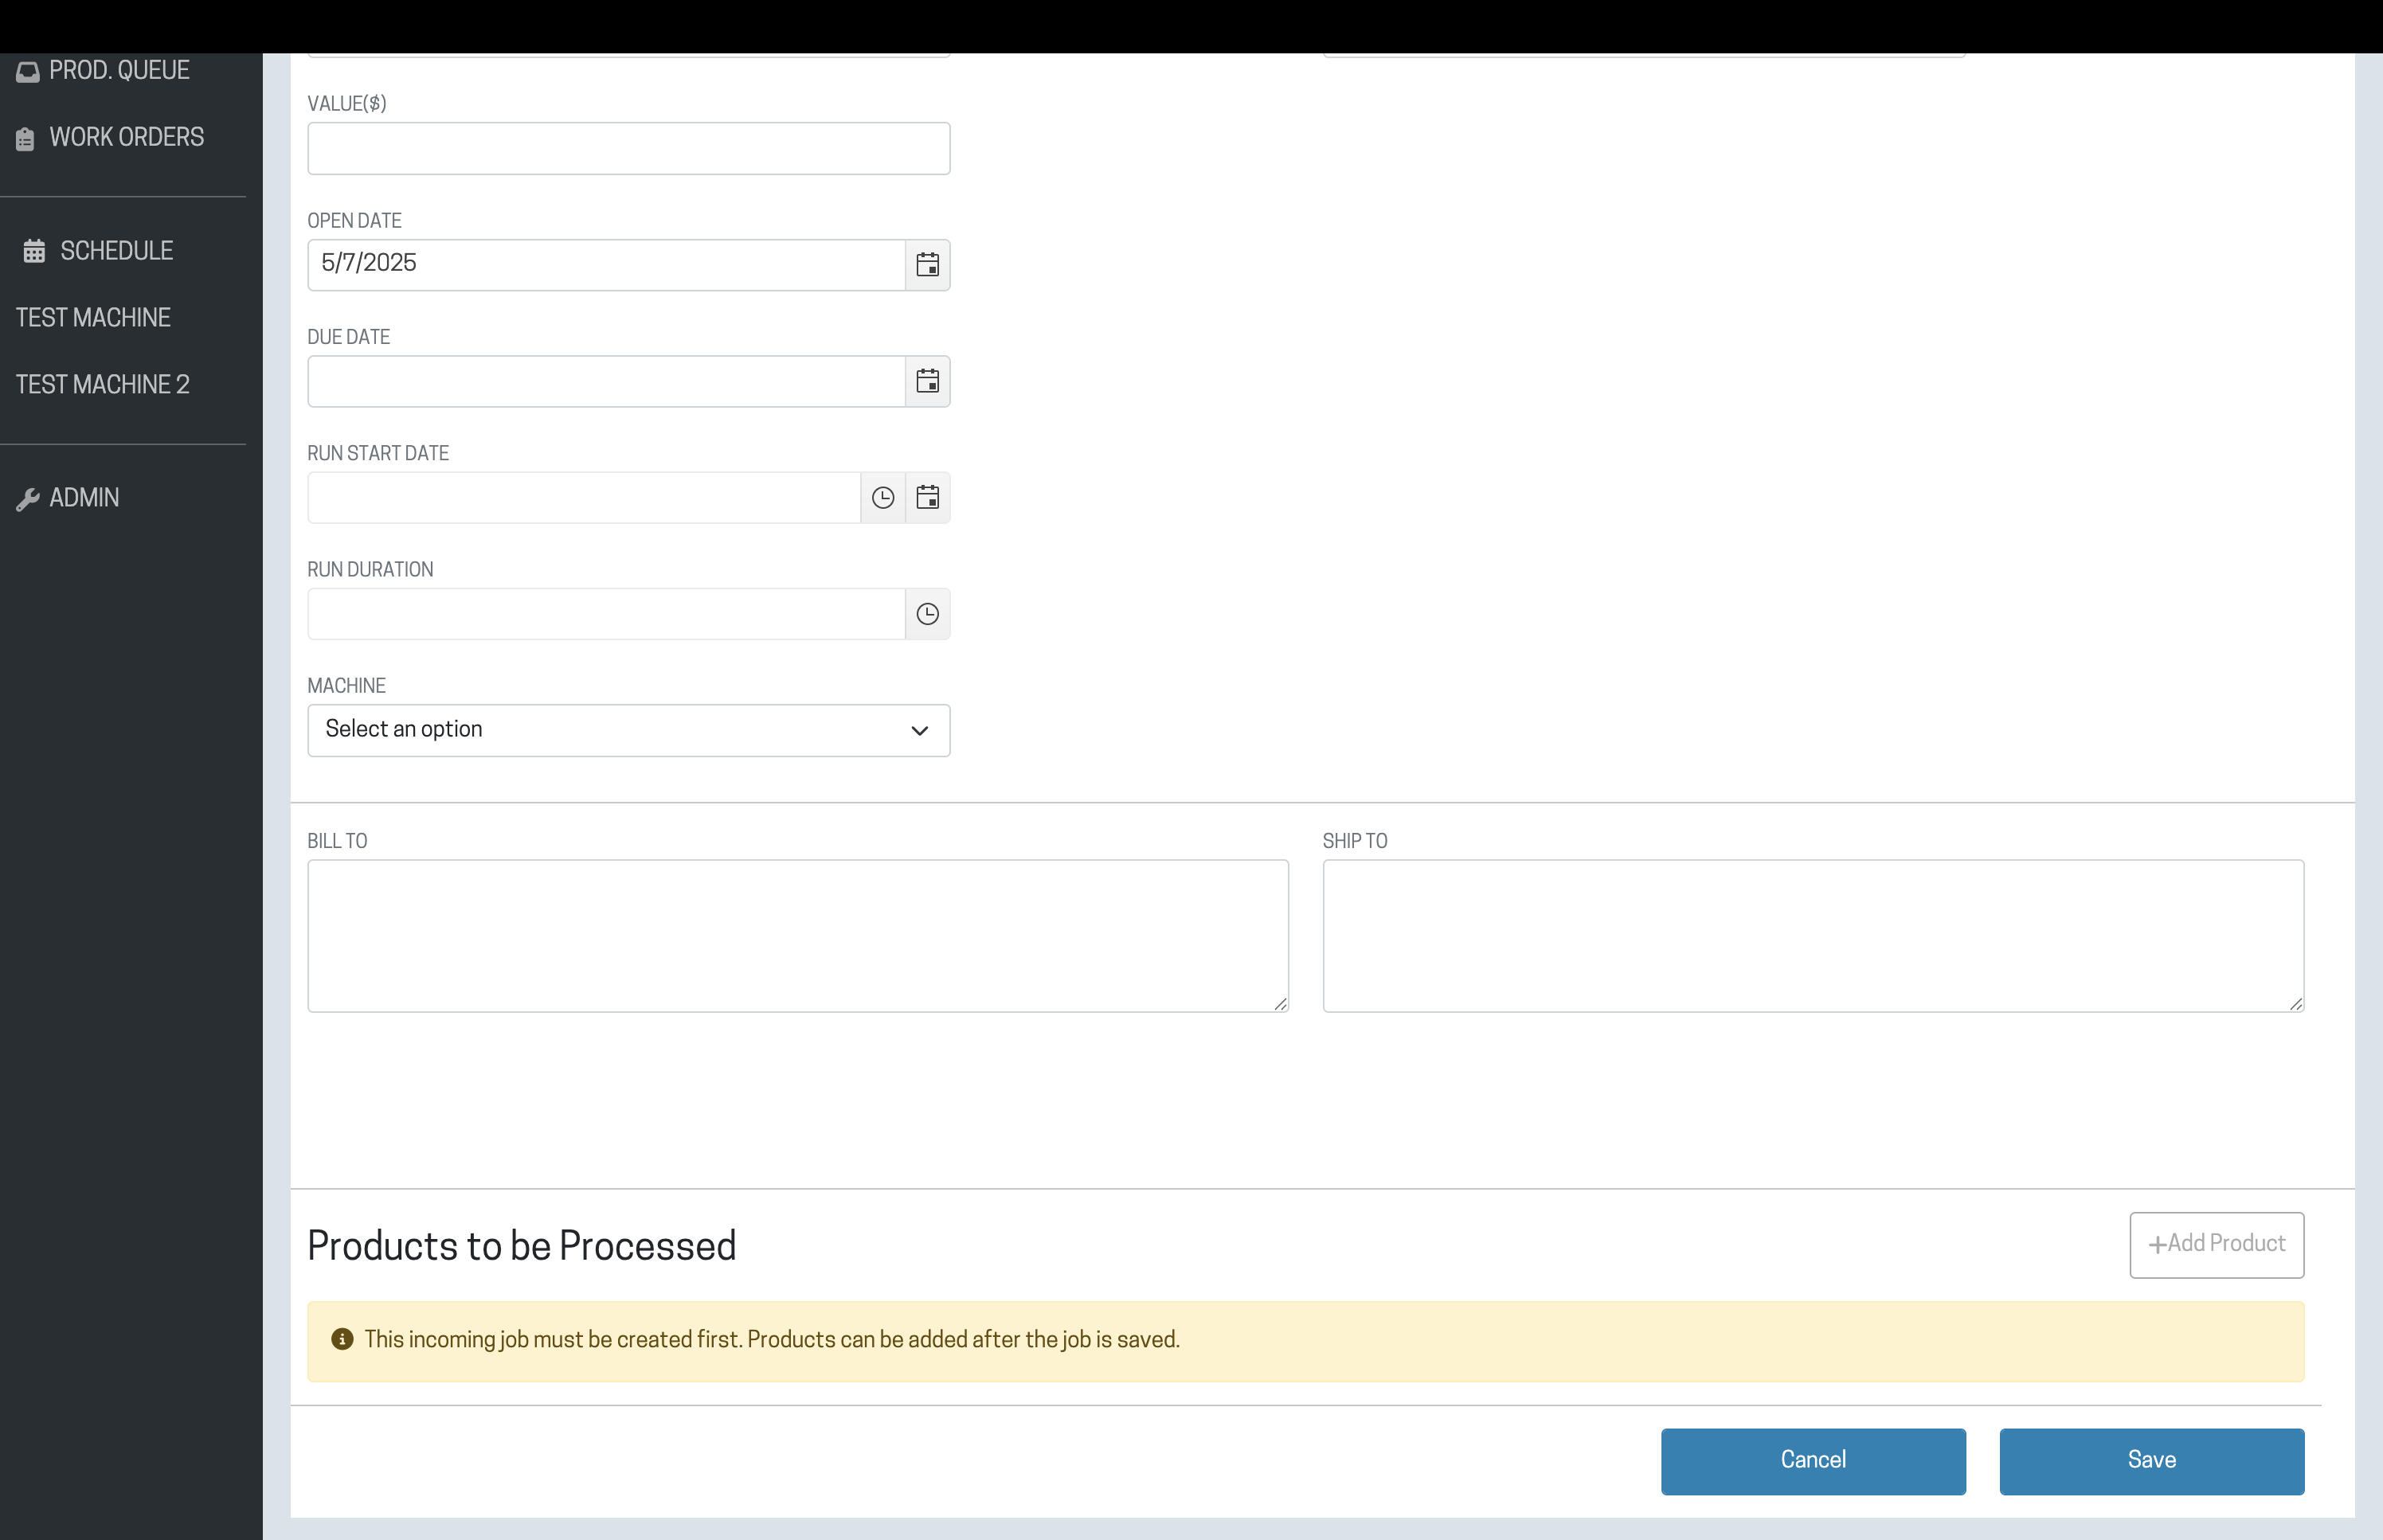 PROD. QUEUE
WORK ORDERS
SCHEDULE
TEST MACHINE
TEST MACHINE 2
ADMIN
VALUE($)
OPEN DATE
5/7/2025
DUE DATE
RUN START DATE
RUN DURATION
MACHINE
Select an option
BILL TO
SHIP TO
Products to be Processed
+Add Product
This incoming job must be created first. Products can be added after the job is saved.
Cancel
Save